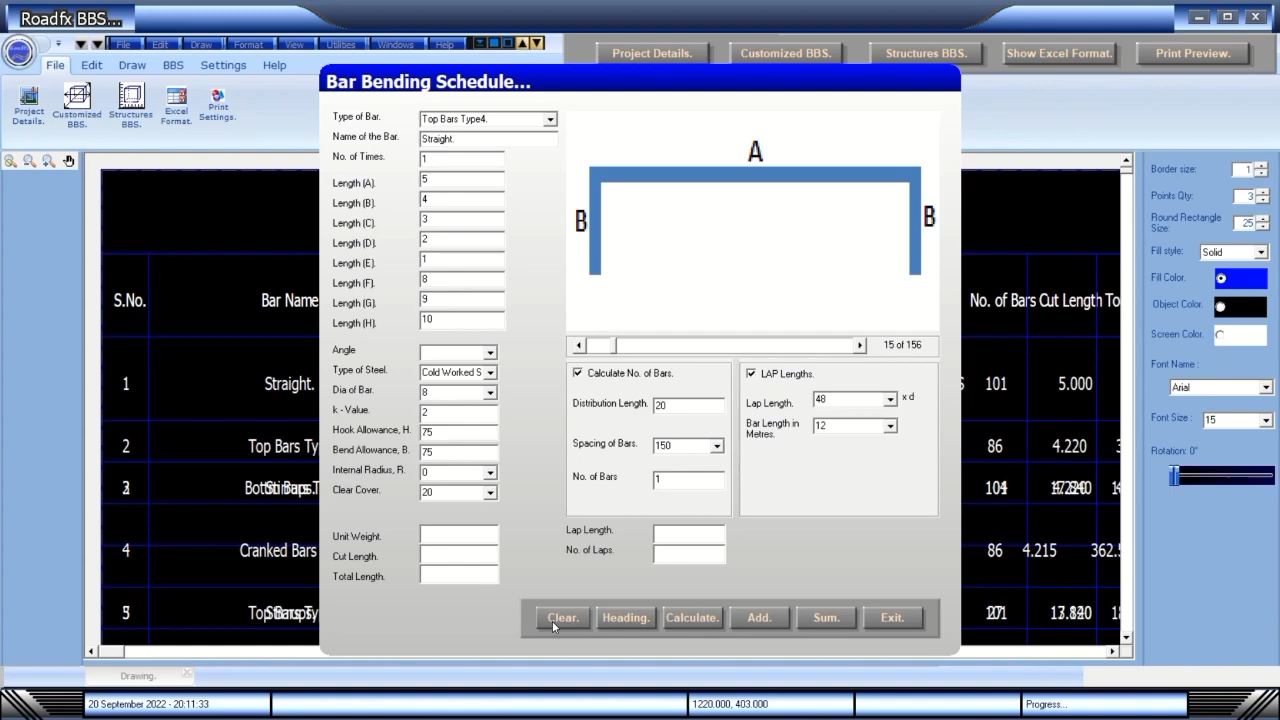 Roadfx BBS...
File Edit Draw Format View Utilities Windows Help
File Edit Draw BBS Settings Help
Project Details.
Customized BBS.
Structures BBS.
Excel Format.
Print Settings.
Project Details. Customized BBS. Structures BBS. Show Excel Format. Print Preview.
Bar Bending Schedule...
Type of Bar. Top Bars Type4.
Name of the Bar. Straight.
No. of Times. 1
Length (A). 5
Length (B). 4
Length (C). 3
Length (D). 2
Length (E). 1
Length (F). 8
Length (G). 9
Length (H). 10
Angle
Type of Steel. Cold Worked S
Dia of Bar. 8
k - Value. 2
Hook Allowance, H. 75
Bend Allowance, B. 75
Internal Radius, R. 0
Clear Cover. 20
Unit Weight.
Cut Length.
Total Length.
A
B B
15 of 156
Calculate No. of Bars.
Distribution Length. 20
Spacing of Bars. 150
No. of Bars 1
LAP Lengths.
Lap Length. 48 x d
Bar Length in Metres. 12
Lap Length.
No. of Laps.
Clear. Heading. Calculate. Add. Sum. Exit.
S.No. Bar Name No. of Bars Cut Length To
1 Straight. 101 5.000
2 Top Bars Ty 86 4.220
4 Cranked Bars 86 4.215 362.5
Border size: 1
Points Qty: 3
Round Rectangle Size: 25
Fill style: Solid
Fill Color.
Object Color.
Screen Color.
Font Name :
Arial
Font Size : 15
Rotation: 0°
Drawing.
20 September 2022 - 20:11:33 1220.000, 403.000 Progress...